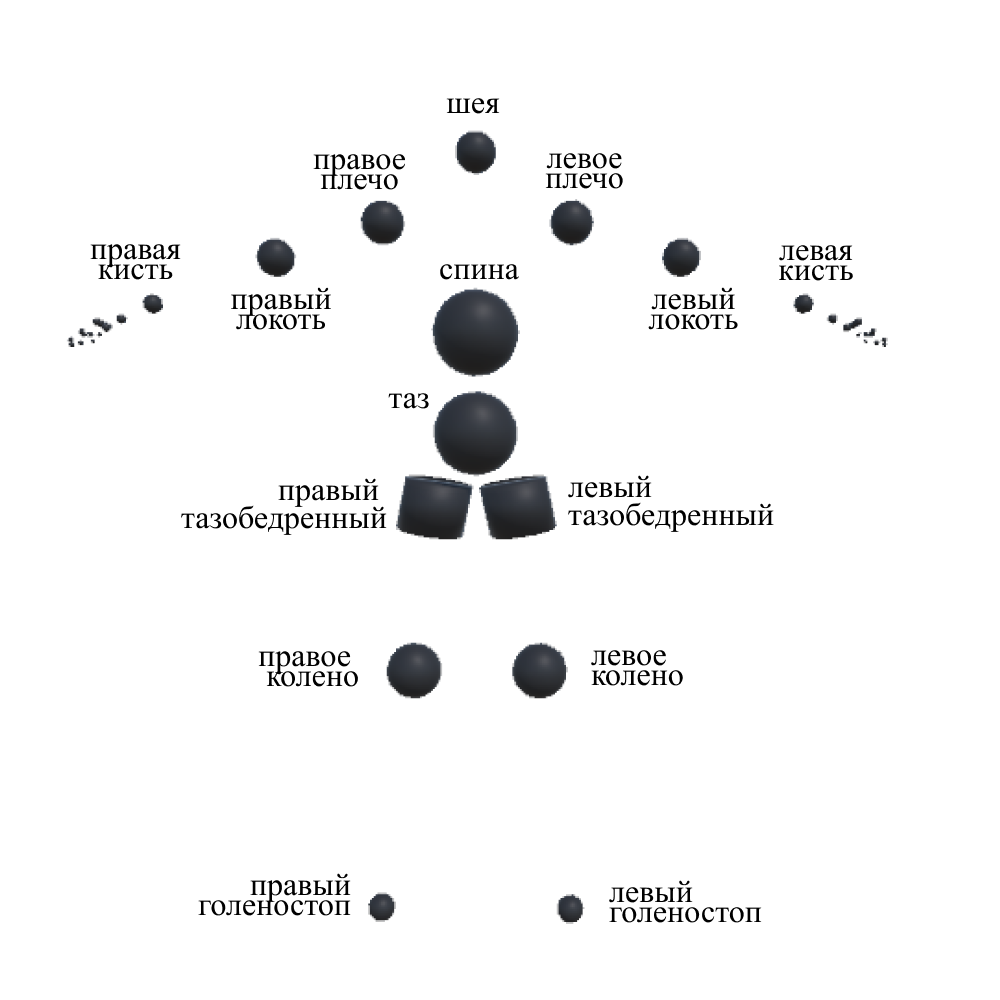 шея
правое
плечо
левое
плечо
правая
кисть
левая
кисть
спина
правый
локоть
левый
локоть
таз
правый
тазобедренный
левый
тазобедренный
правое
колено
левое
колено
правый
голеностоп
левый
голеностоп